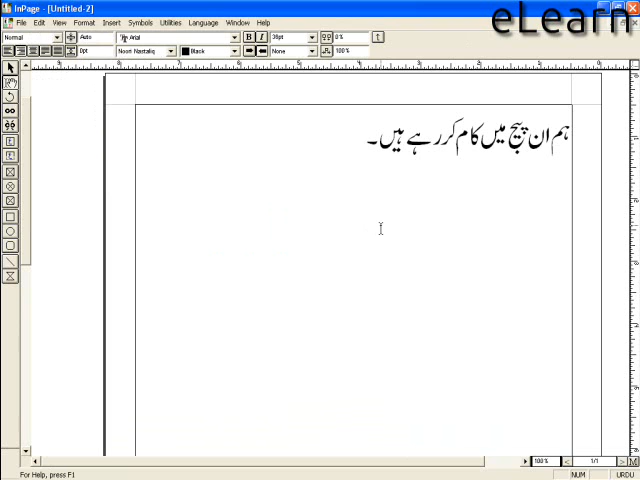 InPage - [Untitled-2]
eLearn
File Edit View Format Insert Symbols Utilities Language Window Help
Normal Auto Arial B I 36pt 0%
0pt Noori Nastaliq Black None 100%
ہم ان پیج میں کام کر رہے ہیں۔
100% 1/1 M
For Help, press F1 NUM URDU